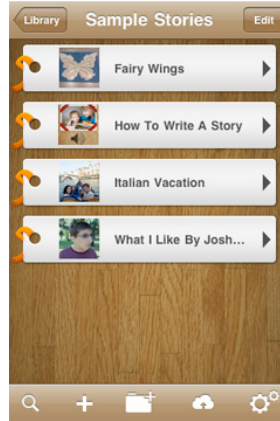 Library
Sample Stories
Edit
Fairy Wings
How To Write A Story
Italian Vacation
What I Like By Josh...